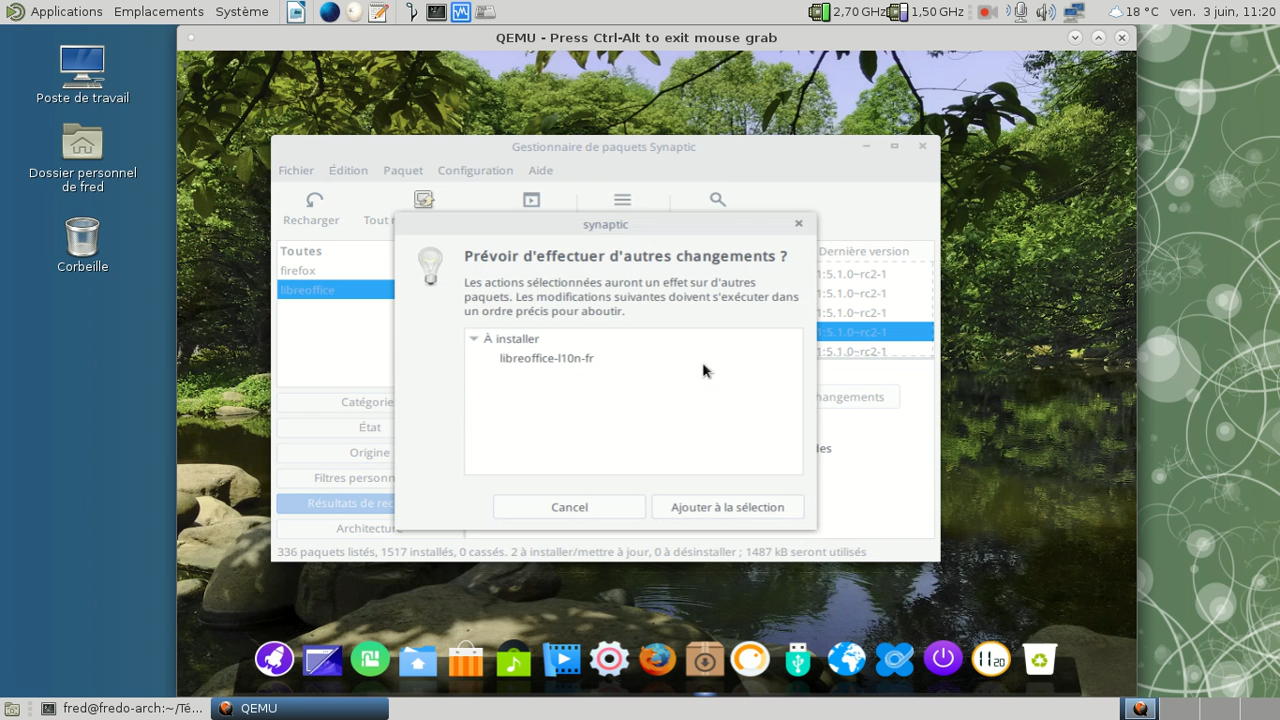 Applications Emplacements Système
2,70 GHz 1,50 GHz 18 °C ven. 3 juin, 11:20
QEMU - Press Ctrl-Alt to exit mouse grab
Poste de travail
Dossier personnel
de fred
Corbeille
Gestionnaire de paquets Synaptic
Fichier Édition Paquet Configuration Aide
Recharger Tout
synaptic
Toutes
firefox
libreoffice
Dernière version
1:5.1.0~rc2-1
1:5.1.0~rc2-1
1:5.1.0~rc2-1
1:5.1.0~rc2-1
1:5.1.0~rc2-1
Prévoir d'effectuer d'autres changements ?
Les actions sélectionnées auront un effet sur d'autres
paquets. Les modifications suivantes doivent s'exécuter dans
un ordre précis pour aboutir.
À installer
libreoffice-l10n-fr
Cancel Ajouter à la sélection
hangements
des
Catégorie
État
Origine
Filtres personn
Résultats de rec
Architecture
336 paquets listés, 1517 installés, 0 cassés. 2 à installer/mettre à jour, 0 à désinstaller ; 1487 kB seront utilisés
11 20
fred@fredo-arch:~/Té... QEMU